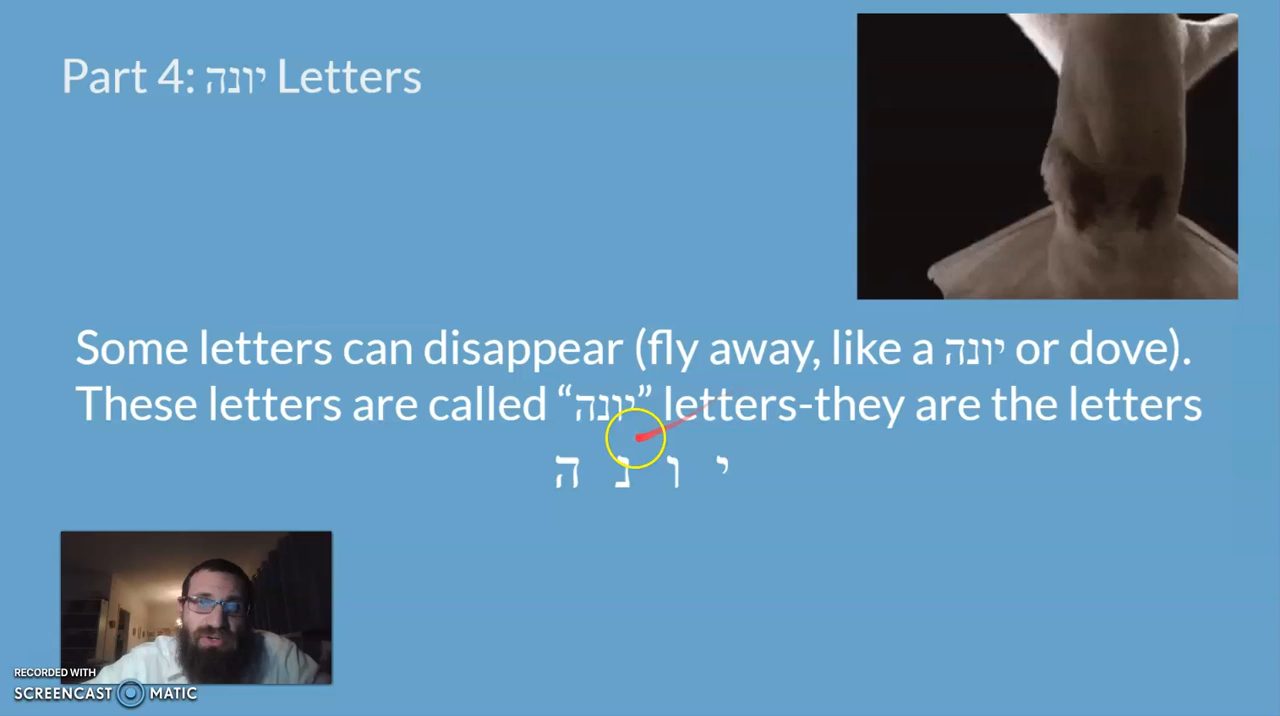 Part 4: יונה Letters
Some letters can disappear (fly away, like a יונה or dove).
These letters are called “יונה” letters-they are the letters
י ו נ ה
RECORDED WITH
SCREENCAST MATIC